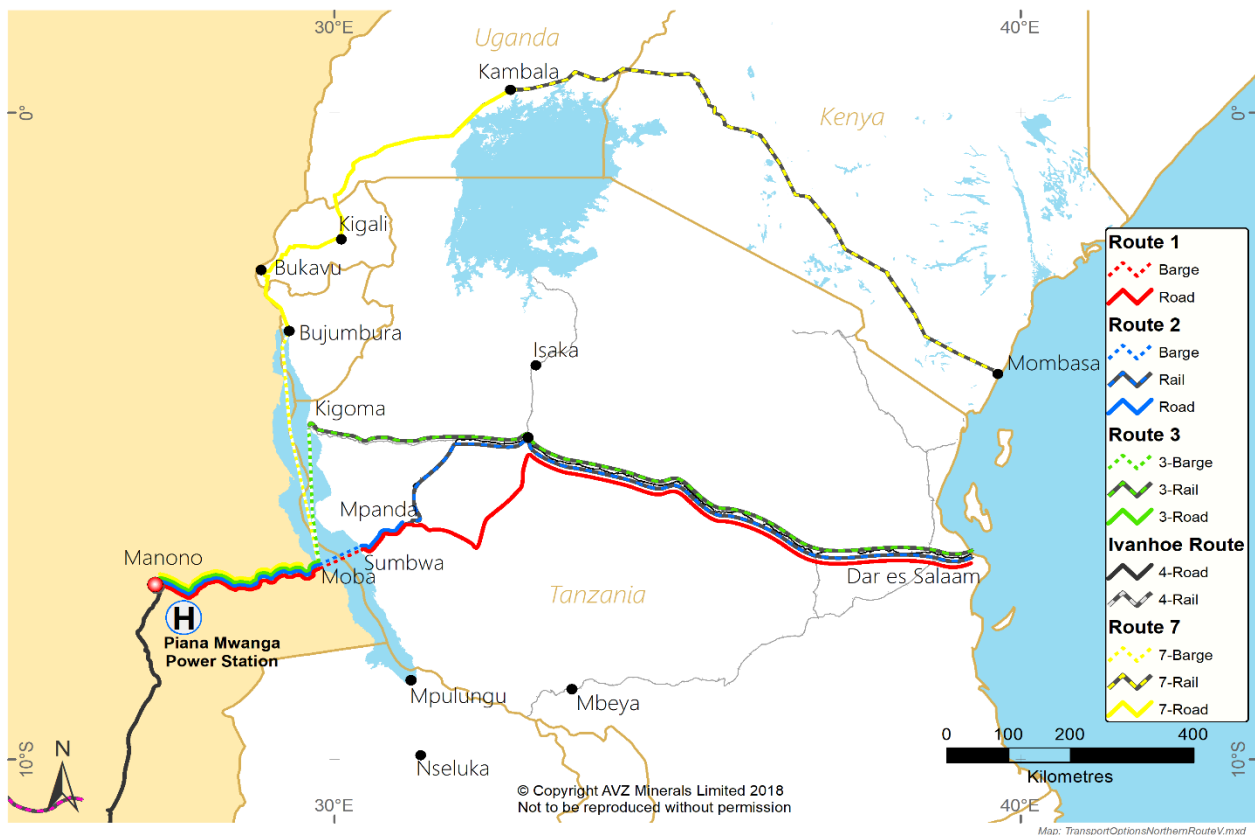 30°E
40°E
Uganda
Kambala
0°
0°
Kenya
Kigali
Bukavu
Bujumbura
Isaka
Mombasa
Kigoma
Mpanda
Sumbwa
Manono
Moba
Dar es Salaam
Tanzania
H
Piana Mwanga
Power Station
Mpulungu
Mbeya
Nseluka
Route 1
Barge
Road
Route 2
Barge
Rail
Road
Route 3
3-Barge
3-Rail
3-Road
Ivanhoe Route
4-Road
4-Rail
Route 7
7-Barge
7-Rail
7-Road
0 100 200 400
Kilometres
N
10°S
10°S
30°E
40°E
© Copyright AVZ Minerals Limited 2018
Not to be reproduced without permission
Map: TransportOptionsNorthernRouteV.mxd